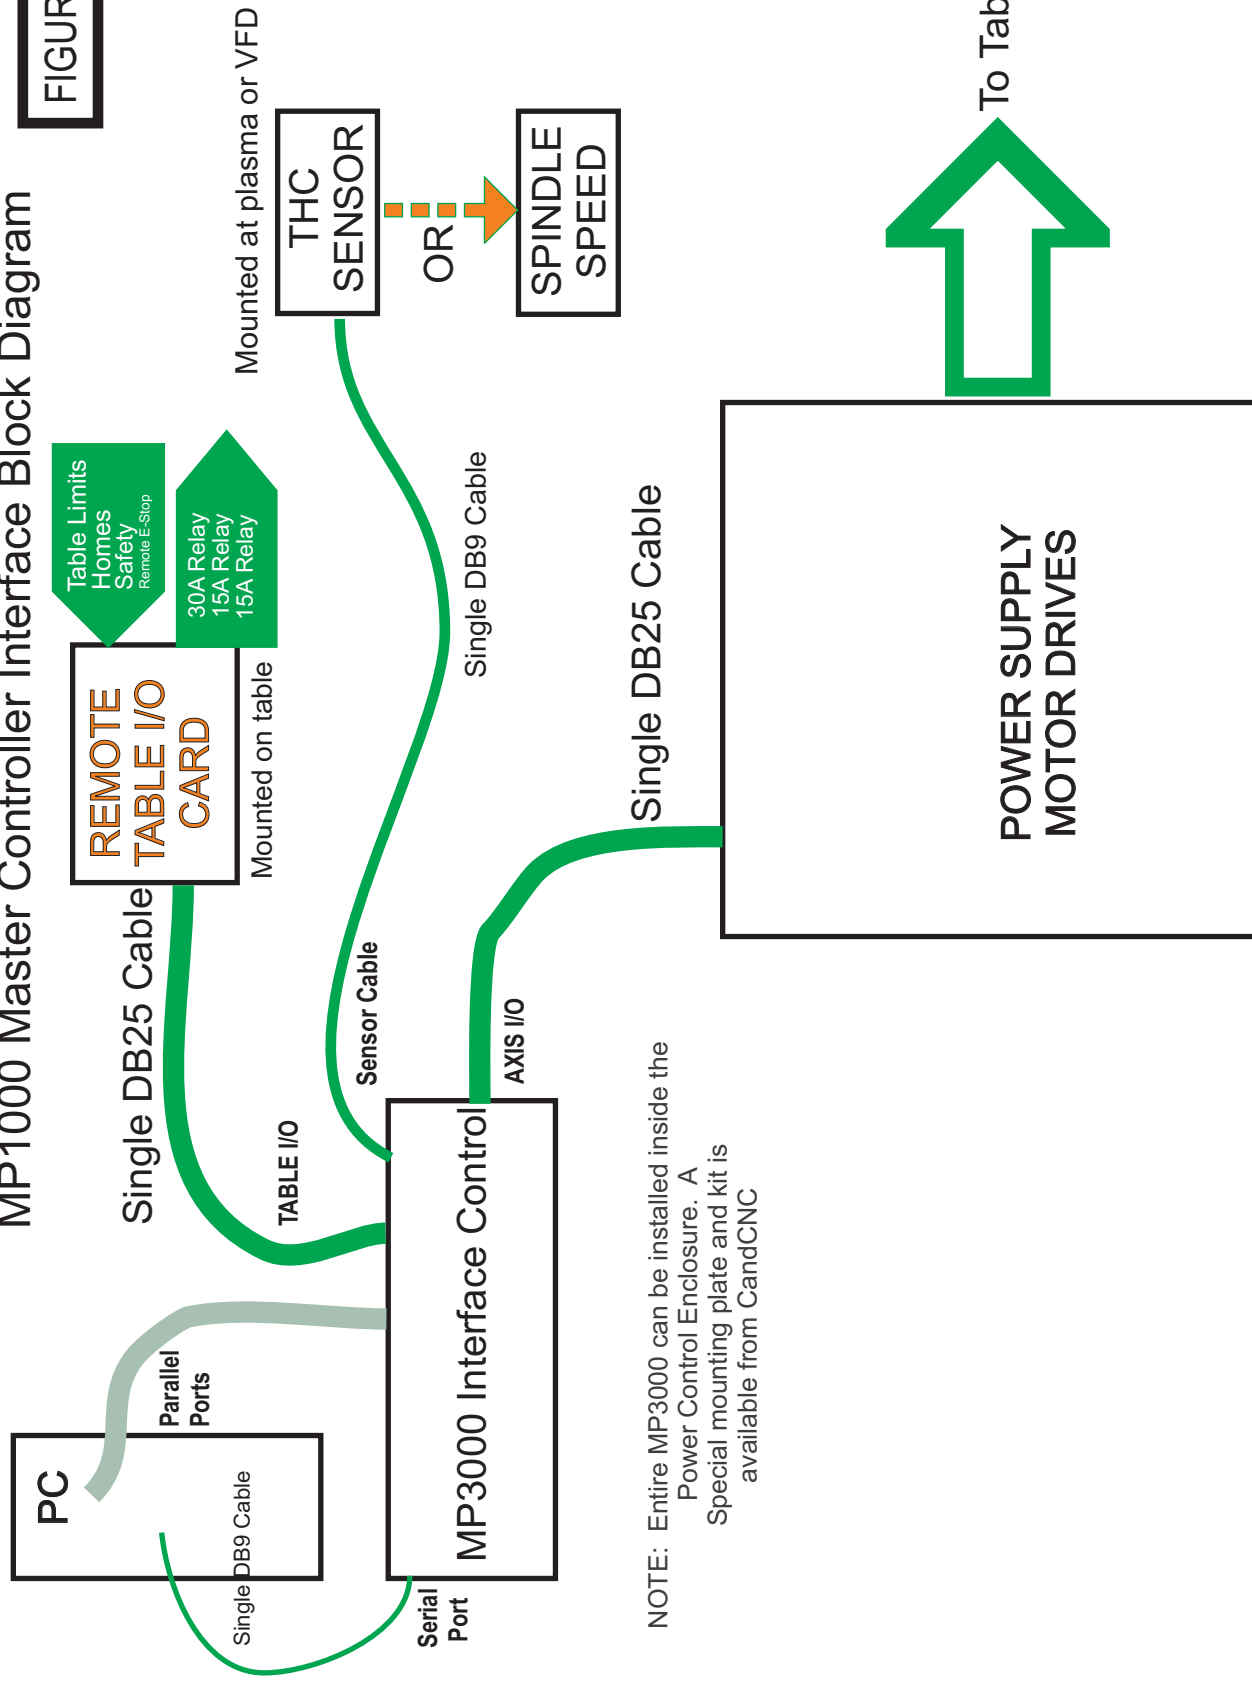 MP1000 Master Controller Interface Block Diagram
FIGUR
PC
Parallel
Ports
Single DB9 Cable
Serial
Port
MP3000 Interface Control
TABLE I/O
Single DB25 Cable
REMOTE
TABLE I/O
CARD
Mounted on table
Table Limits
Homes
Safety
Remote E-Stop
30A Relay
15A Relay
15A Relay
Sensor Cable
Single DB9 Cable
Mounted at plasma or VFD
THC
SENSOR
OR
SPINDLE
SPEED
AXIS I/O
Single DB25 Cable
POWER SUPPLY
MOTOR DRIVES
To Tab
NOTE: Entire MP3000 can be installed inside the
Power Control Enclosure. A
Special mounting plate and kit is
available from CandCNC